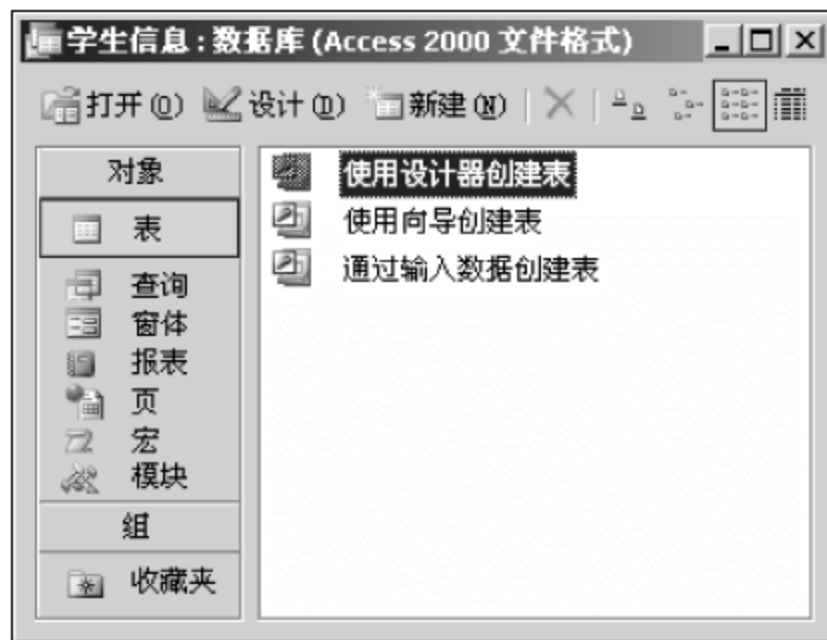 学生信息：数据库 (Access 2000 文件格式)
打开(O) 设计(D) 新建(N)
对象
表
查询
窗体
报表
页
宏
模块
组
收藏夹
使用设计器创建表
使用向导创建表
通过输入数据创建表